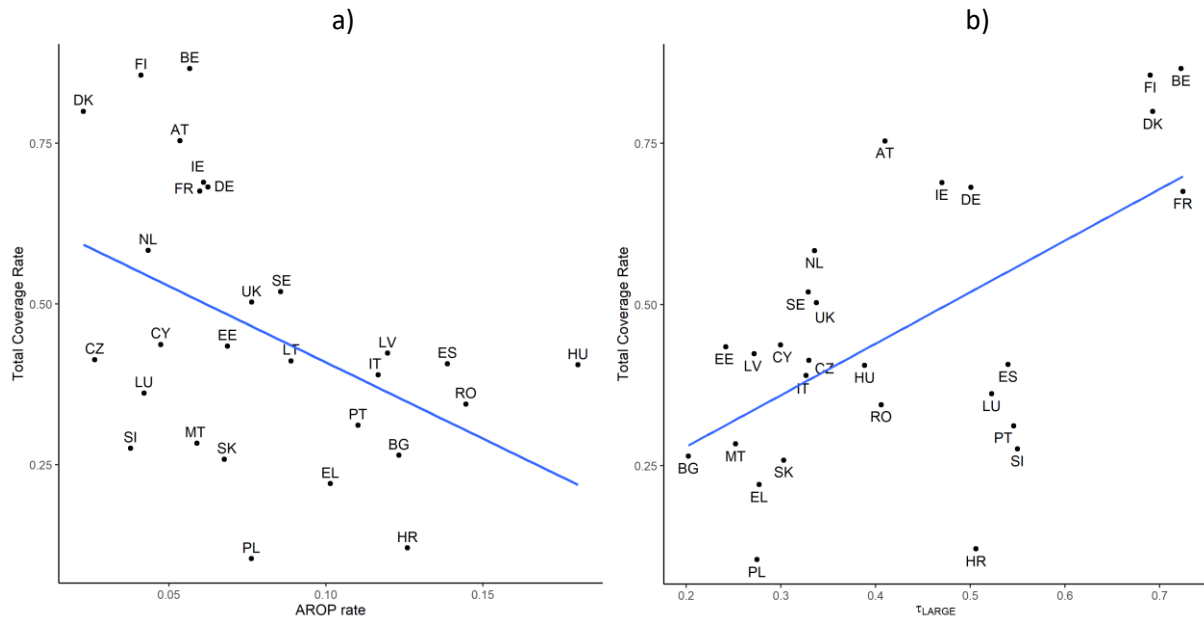 a)
Total Coverage Rate
0.75
0.50
0.25
BE
FI
DK
AT
IE
FR
DE
NL
SE
UK
CY
EE
CZ
LT
LV
IT
ES
HU
LU
RO
PT
SI
MT
SK
BG
EL
PL
HR
0.05
0.10
0.15
AROP rate
b)
Total Coverage Rate
0.75
0.50
0.25
FI
BE
DK
AT
IE
DE
FR
NL
SE
UK
EE
LV
CY
CZ
IT
HU
ES
RO
LU
PT
SI
BG
MT
SK
EL
PL
HR
0.2
0.3
0.4
0.5
0.6
0.7
τLARGE